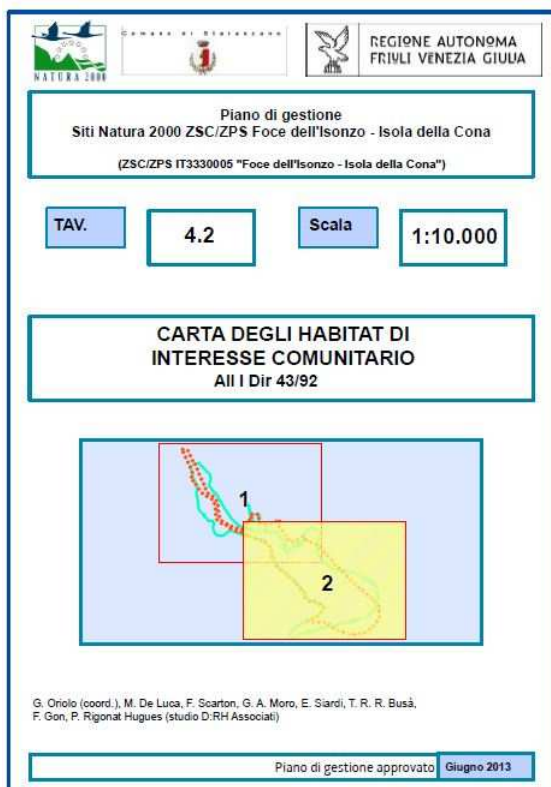 Comune di Staranzano
REGIONE AUTONOMA
FRIULI VENEZIA GIULIA
NATURA 2000
Piano di gestione
Siti Natura 2000 ZSC/ZPS Foce dell'Isonzo - Isola della Cona
(ZSC/ZPS IT3330005 "Foce dell'Isonzo - Isola della Cona")
TAV.
4.2
Scala
1:10.000
CARTA DEGLI HABITAT DI
INTERESSE COMUNITARIO
All I Dir 43/92
1
2
G. Oriolo (coord.), M. De Luca, F. Scarton, G. A. Moro, E. Siardi, T. R. R. Busà,
F. Gon, P. Rigonat Hugues (studio D:RH Associati)
Piano di gestione approvato
Giugno 2013